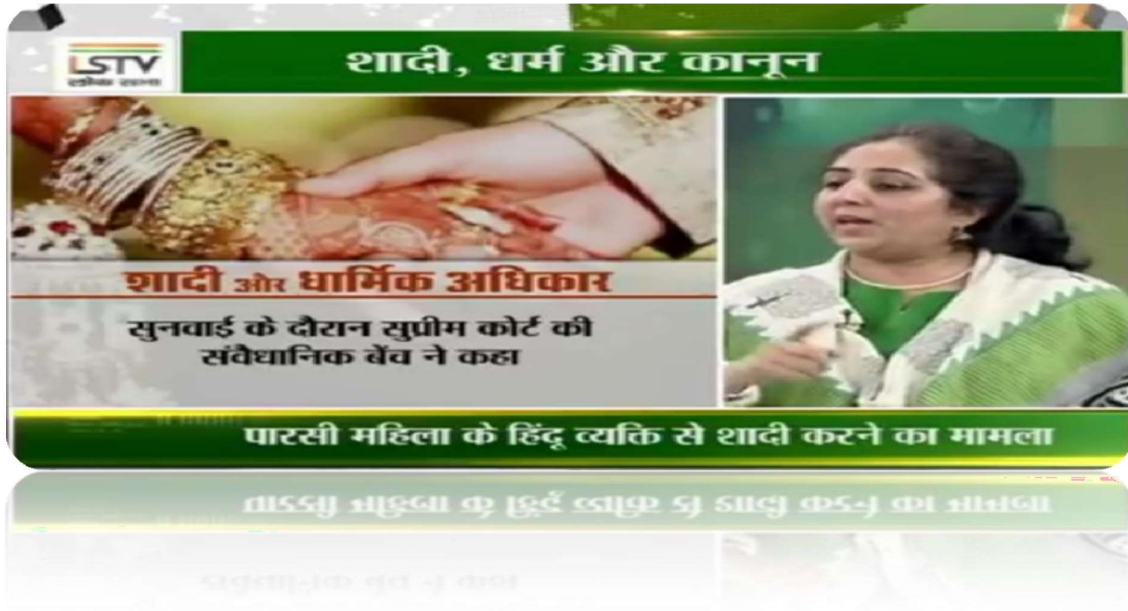 LSTV
लोक सभा
शादी, धर्म और कानून
शादी और धार्मिक अधिकार
सुनवाई के दौरान सुप्रीम कोर्ट की
संवैधानिक बेंच ने कहा
पारसी महिला के हिंदू व्यक्ति से शादी करने का मामला